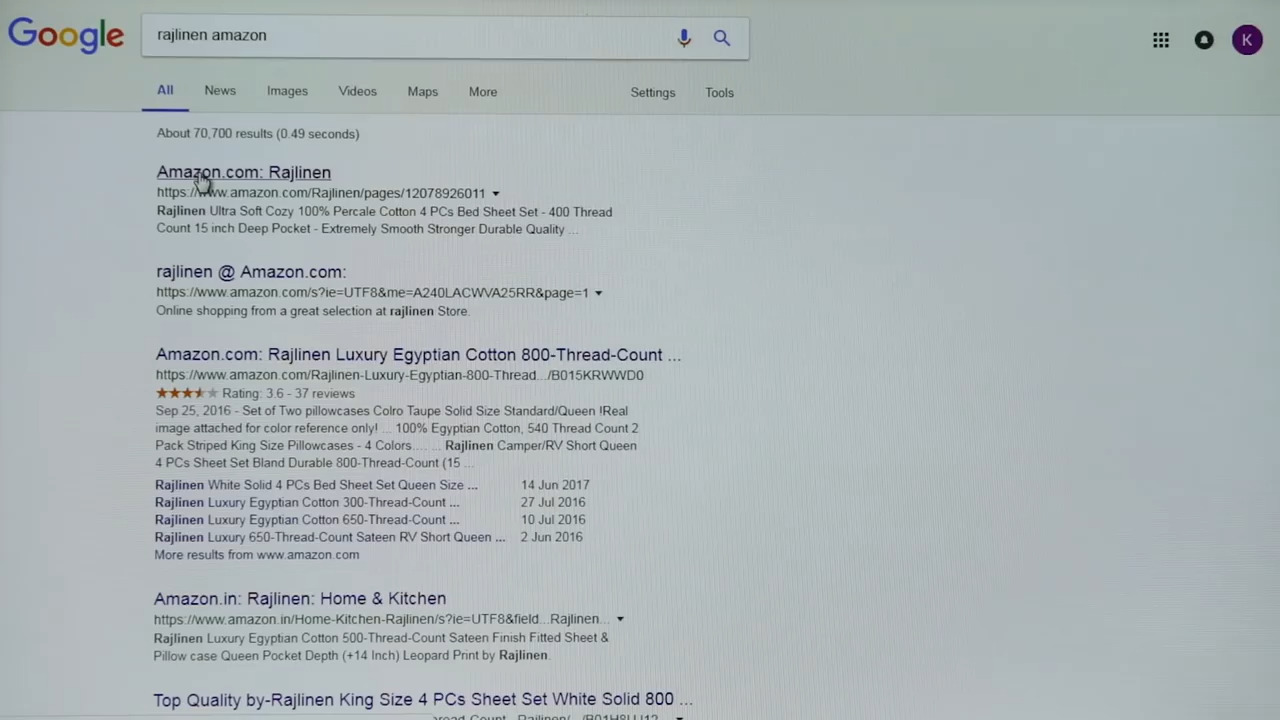 Google
rajlinen amazon
K
All News Images Videos Maps More Settings Tools
About 70,700 results (0.49 seconds)
Amazon.com: Rajlinen
https://www.amazon.com/Rajlinen/pages/12078926011
Rajlinen Ultra Soft Cozy 100% Percale Cotton 4 PCs Bed Sheet Set - 400 Thread
Count 15 inch Deep Pocket - Extremely Smooth Stronger Durable Quality ...
rajlinen @ Amazon.com:
https://www.amazon.com/s?ie=UTF8&me=A240LACWVA25RR&page=1
Online shopping from a great selection at rajlinen Store.
Amazon.com: Rajlinen Luxury Egyptian Cotton 800-Thread-Count ...
https://www.amazon.com/Rajlinen-Luxury-Egyptian-800-Thread.../B015KRWWD0
Rating: 3.6 - 37 reviews
Sep 25, 2016 - Set of Two pillowcases Colro Taupe Solid Size Standard/Queen !Real
image attached for color reference only! ... 100% Egyptian Cotton, 540 Thread Count 2
Pack Striped King Size Pillowcases - 4 Colors.... ... Rajlinen Camper/RV Short Queen
4 PCs Sheet Set Bland Durable 800-Thread-Count (15 ...
Rajlinen White Solid 4 PCs Bed Sheet Set Queen Size ... 14 Jun 2017
Rajlinen Luxury Egyptian Cotton 300-Thread-Count ... 27 Jul 2016
Rajlinen Luxury Egyptian Cotton 650-Thread-Count ... 10 Jul 2016
Rajlinen Luxury 650-Thread-Count Sateen RV Short Queen ... 2 Jun 2016
More results from www.amazon.com
Amazon.in: Rajlinen: Home & Kitchen
https://www.amazon.in/Home-Kitchen-Rajlinen/s?ie=UTF8&field...Rajlinen...
Rajlinen Luxury Egyptian Cotton 500-Thread-Count Sateen Finish Fitted Sheet &
Pillow case Queen Pocket Depth (+14 Inch) Leopard Print by Rajlinen.
Top Quality by-Rajlinen King Size 4 PCs Sheet Set White Solid 800 ...